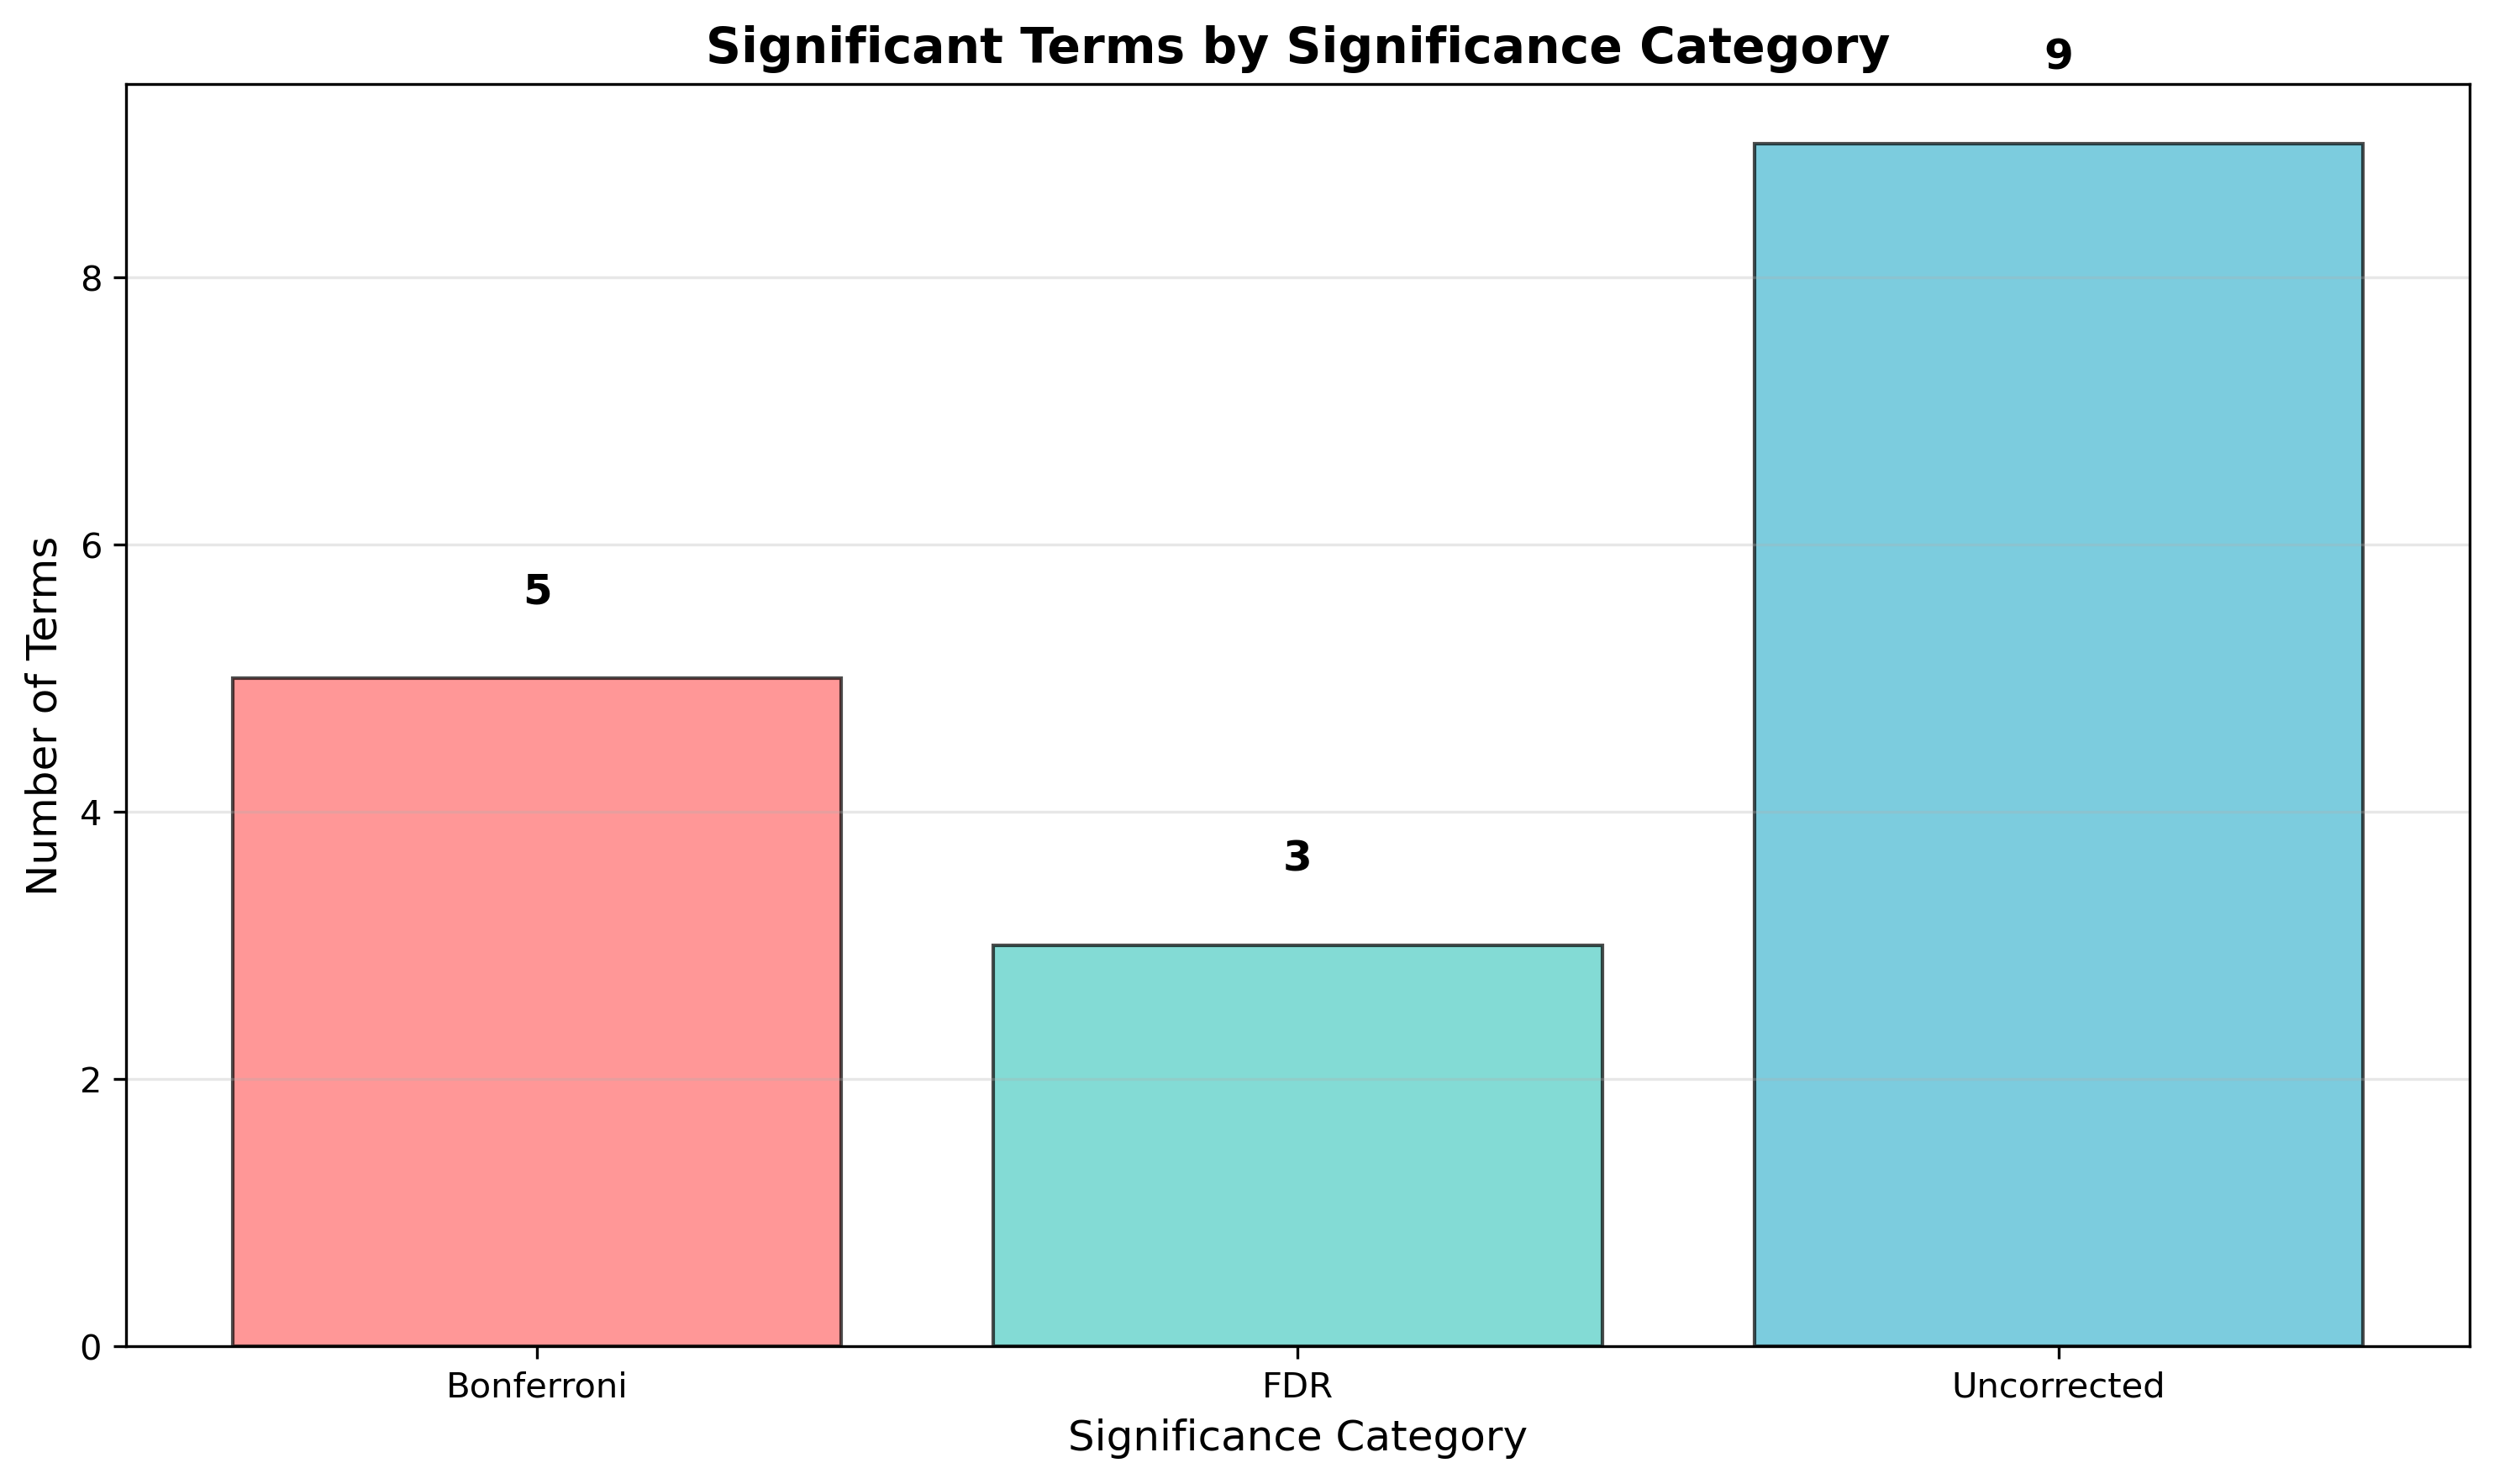 Significant Terms by Significance Category
9
8
6
5
4
3
2
0
Number of Terms
Bonferroni
FDR
Uncorrected
Significance Category